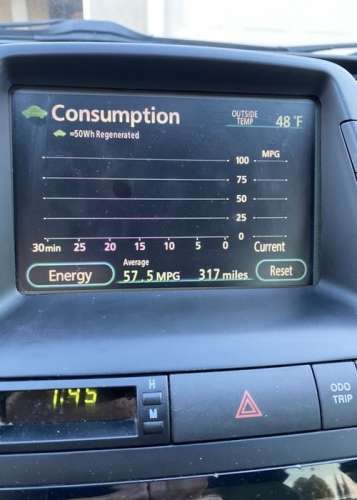 Consumption
OUTSIDE
TEMP 48°F
=50Wh Regenerated
MPG
100
75
50
25
0
30min 25 20 15 10 5 0 Current
Energy
Average
57.5 MPG 317 miles
Reset
1:45
H
M
ODO
TRIP